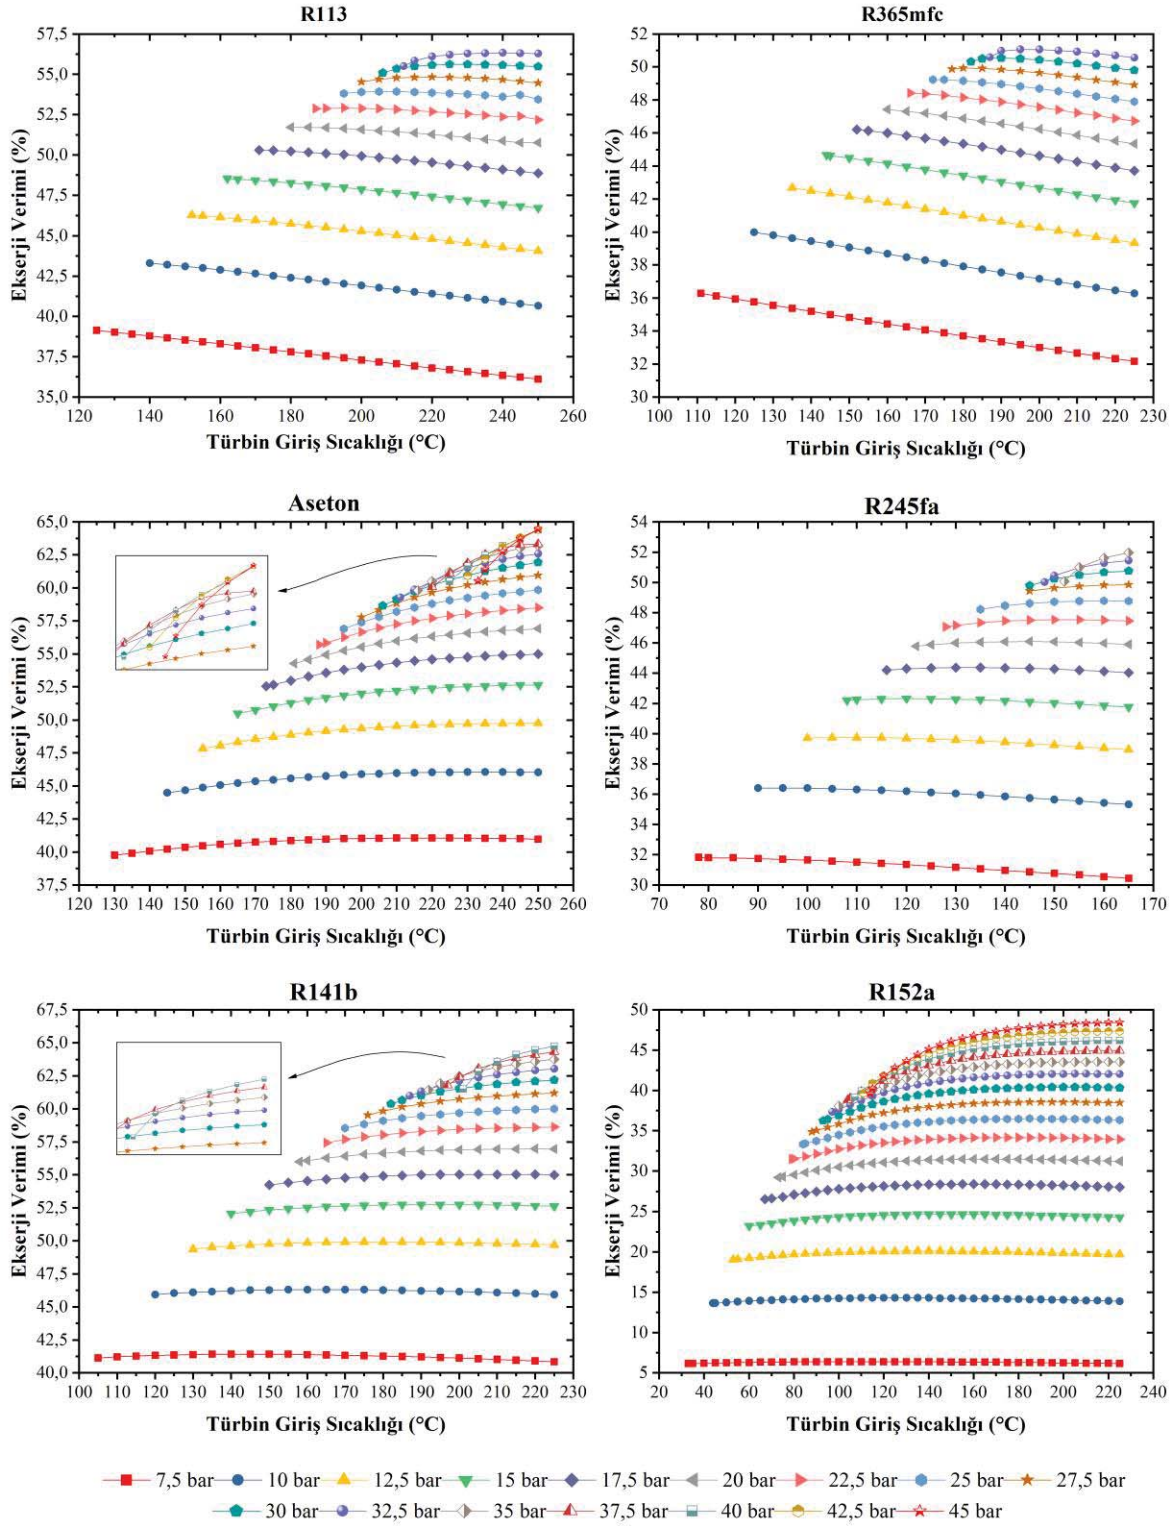 R113
Ekserji Verimi (%)
57,5
55,0
52,5
50,0
47,5
45,0
42,5
40,0
37,5
35,0
120 140 160 180 200 220 240 260
Türbin Giriş Sıcaklığı (°C)
R365mfc
Ekserji Verimi (%)
52
50
48
46
44
42
40
38
36
34
32
30
100 110 120 130 140 150 160 170 180 190 200 210 220 230
Türbin Giriş Sıcaklığı (°C)
Aseton
Ekserji Verimi (%)
65,0
62,5
60,0
57,5
55,0
52,5
50,0
47,5
45,0
42,5
40,0
37,5
120 130 140 150 160 170 180 190 200 210 220 230 240 250 260
Türbin Giriş Sıcaklığı (°C)
R245fa
Ekserji Verimi (%)
54
52
50
48
46
44
42
40
38
36
34
32
30
70 80 90 100 110 120 130 140 150 160 170
Türbin Giriş Sıcaklığı (°C)
R141b
Ekserji Verimi (%)
67,5
65,0
62,5
60,0
57,5
55,0
52,5
50,0
47,5
45,0
42,5
40,0
100 110 120 130 140 150 160 170 180 190 200 210 220 230
Türbin Giriş Sıcaklığı (°C)
R152a
Ekserji Verimi (%)
50
45
40
35
30
25
20
15
10
5
20 40 60 80 100 120 140 160 180 200 220 240
Türbin Giriş Sıcaklığı (°C)
7,5 bar 10 bar 12,5 bar 15 bar 17,5 bar 20 bar 22,5 bar 25 bar 27,5 bar
30 bar 32,5 bar 35 bar 37,5 bar 40 bar 42,5 bar 45 bar